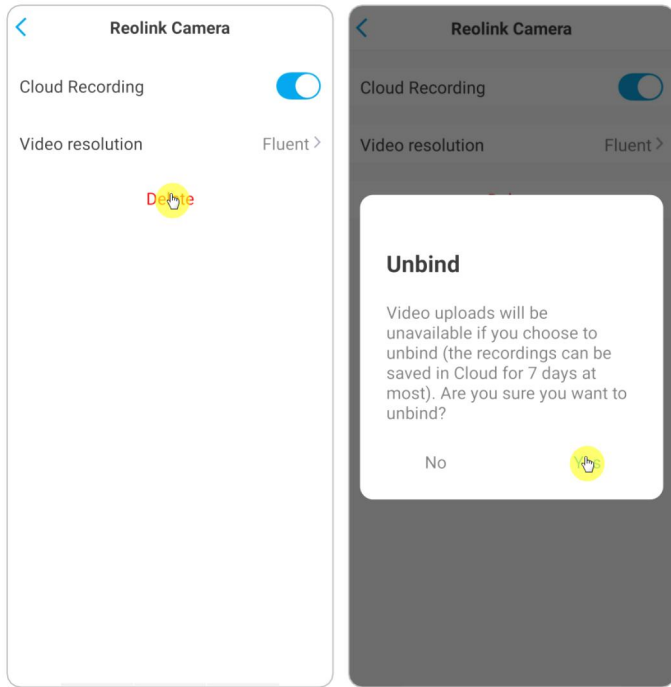 Reolink Camera
Cloud Recording
Video resolution
Fluent >
Delete
Reolink Camera
Cloud Recording
Video resolution
Fluent >
Unbind
Video uploads will be
unavailable if you choose to
unbind (the recordings can be
saved in Cloud for 7 days at
most). Are you sure you want to
unbind?
No
Yes